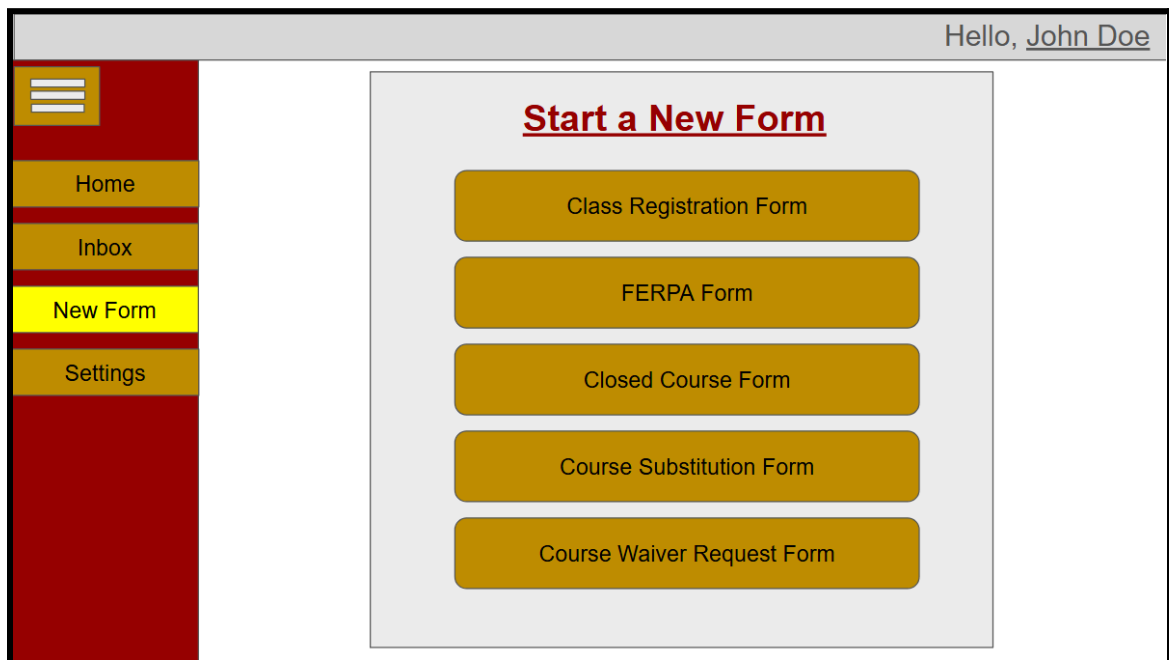 Hello, John Doe
Home
Inbox
New Form
Settings
Start a New Form
Class Registration Form
FERPA Form
Closed Course Form
Course Substitution Form
Course Waiver Request Form